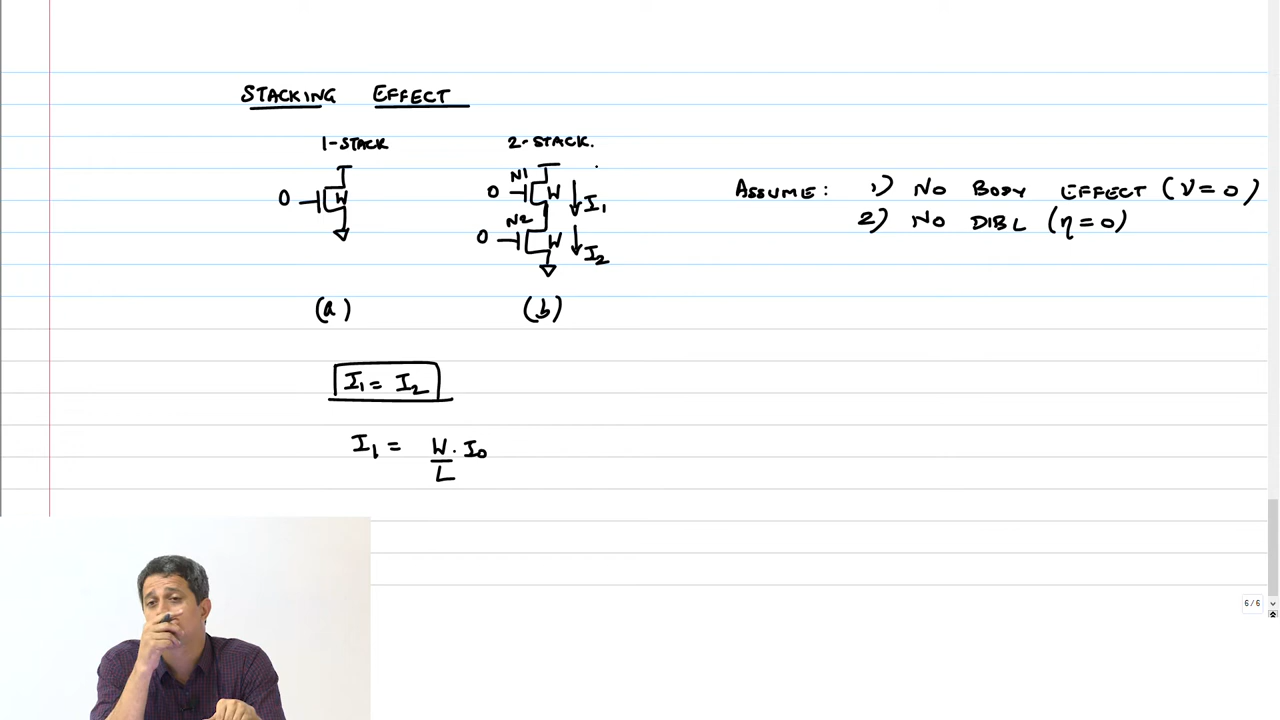 STACKING EFFECT
1-STACK
2-STACK.
0 W
N1
0 W I1
N2
0 W I2
(a)
(b)
ASSUME: 1) NO BODY EFFECT (γ=0)
2) NO DIBL (η=0)
I1 = I2
I1 = W/L · I0
6 / 6